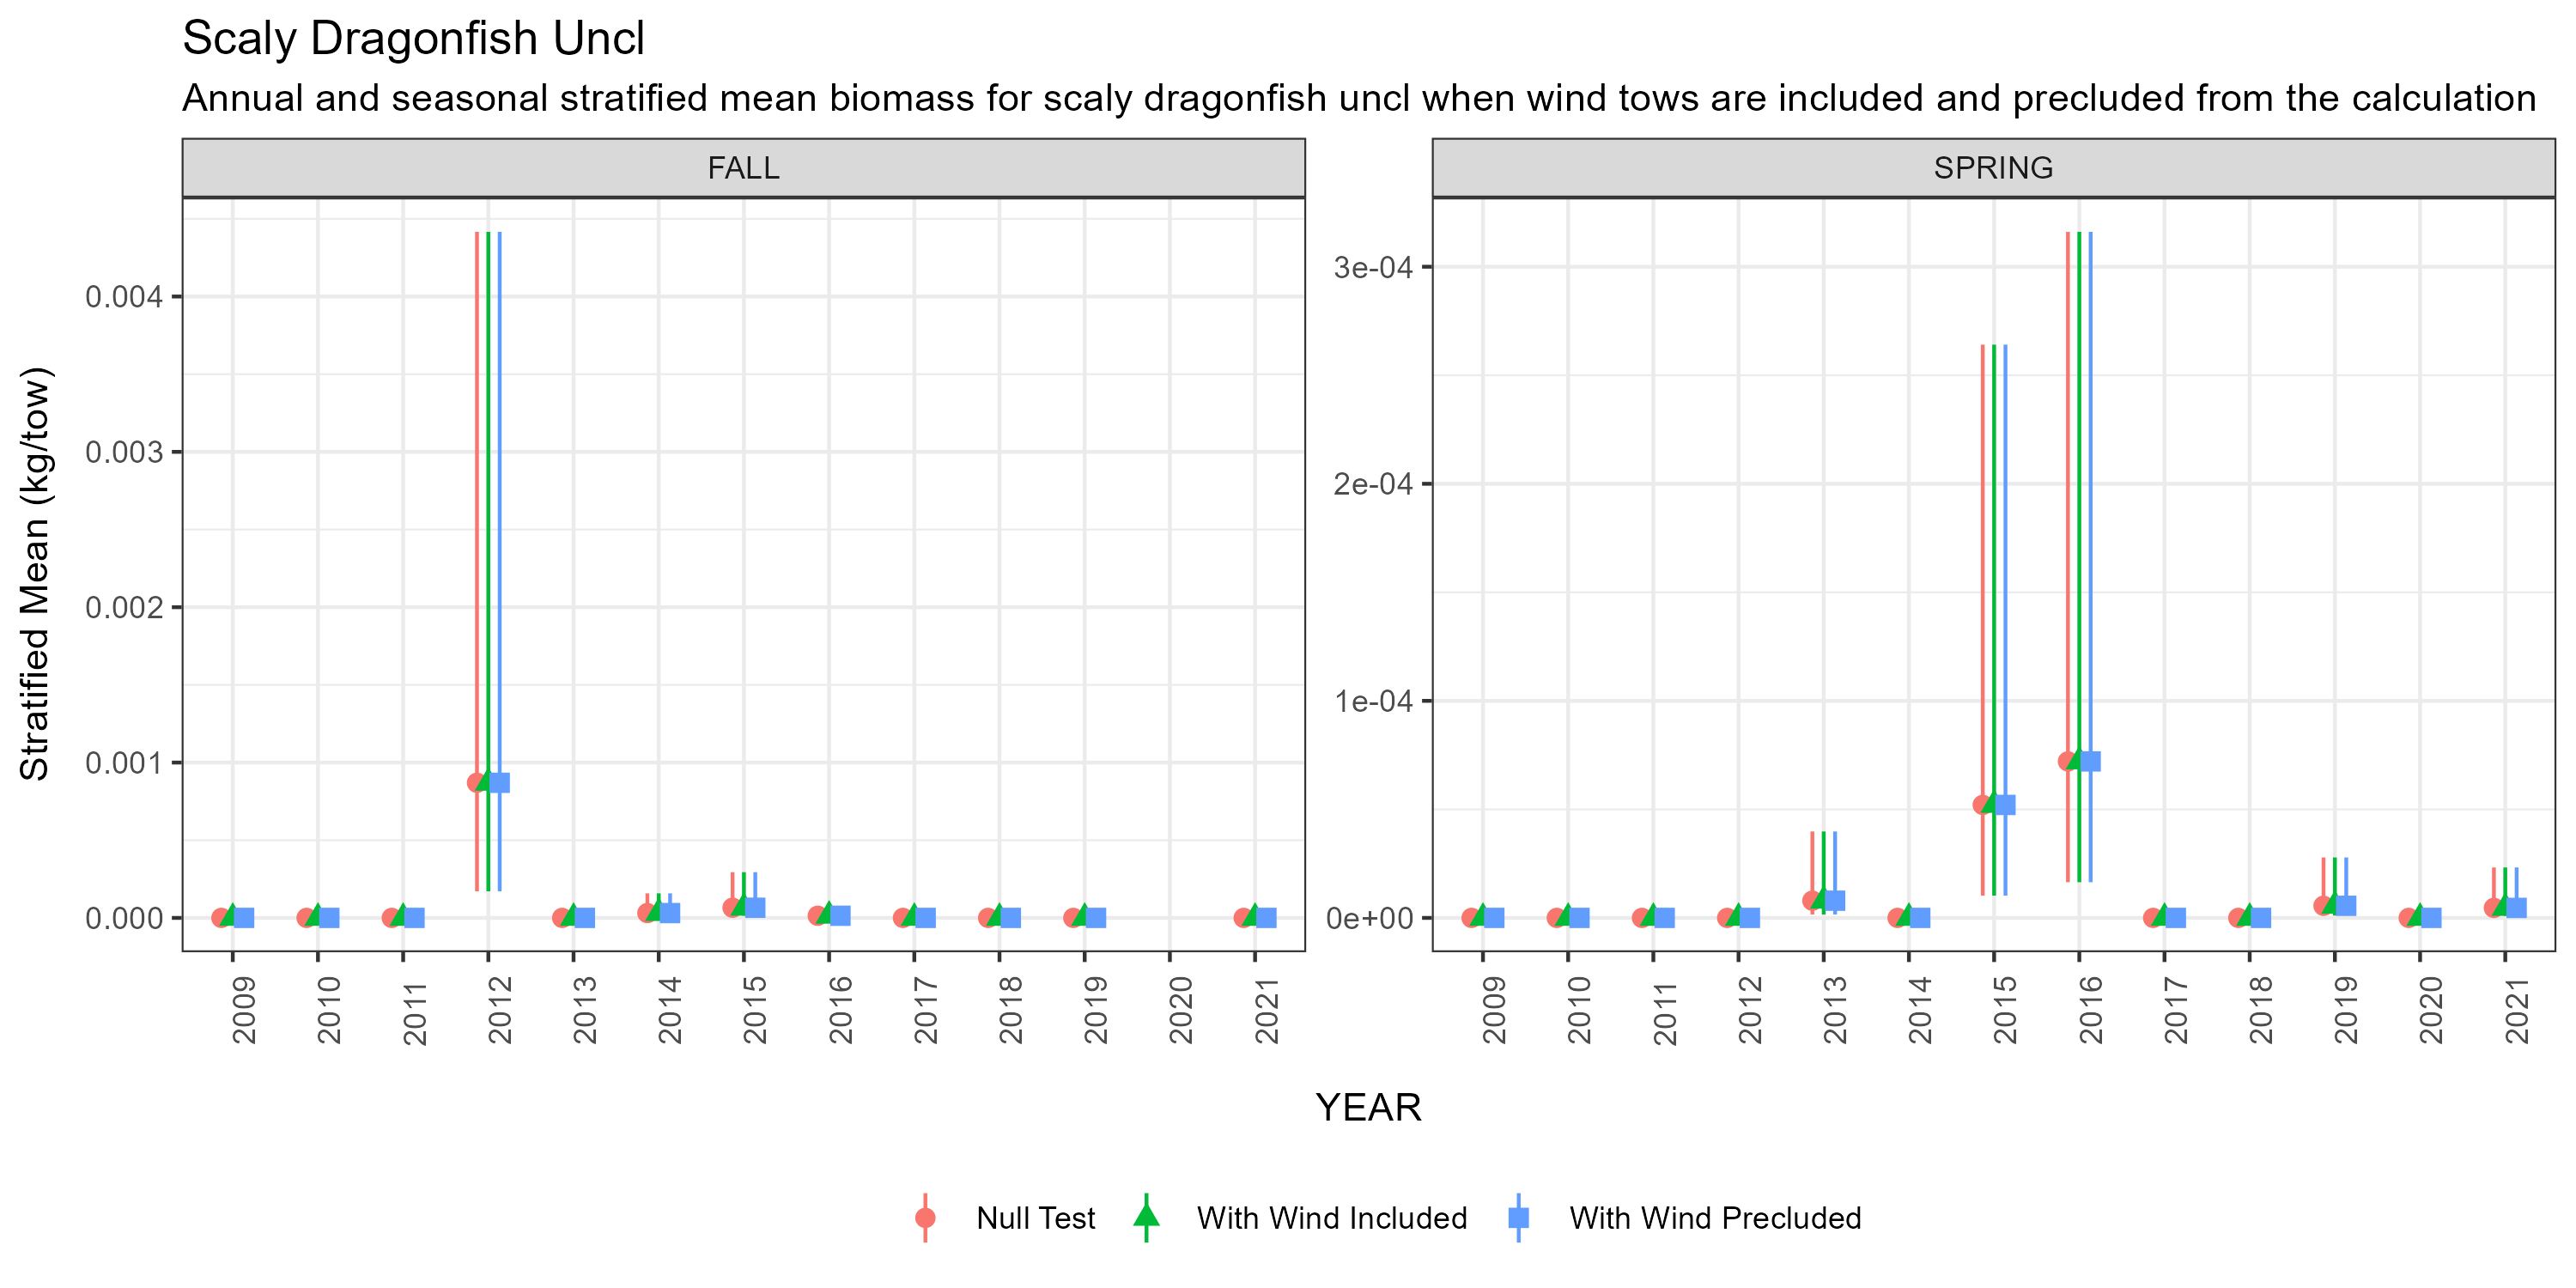 Scaly Dragonfish Uncl
Annual and seasonal stratified mean biomass for scaly dragonfish uncl when wind tows are included and precluded from the calculation
FALL
SPRING
Stratified Mean (kg/tow)
0.004
0.003
0.002
0.001
0.000
3e-04
2e-04
1e-04
0e+00
2009 2010 2011 2012 2013 2014 2015 2016 2017 2018 2019 2020 2021
2009 2010 2011 2012 2013 2014 2015 2016 2017 2018 2019 2020 2021
YEAR
Null Test With Wind Included With Wind Precluded